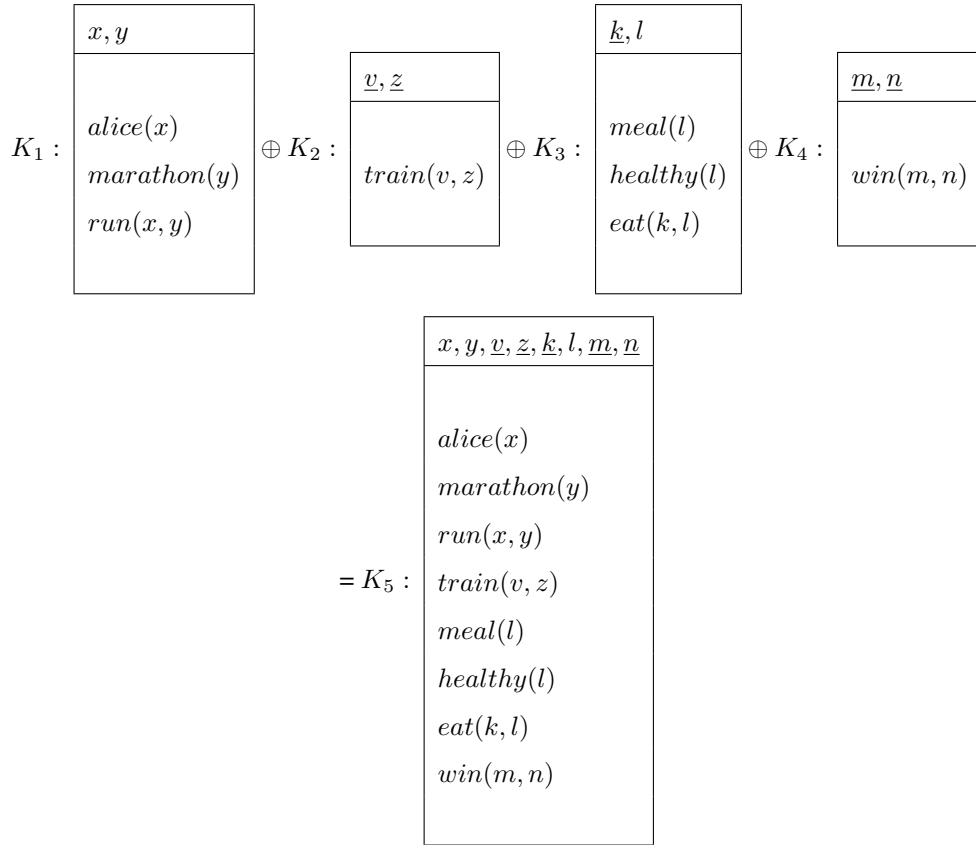 K₁ :
x, y
alice(x)
marathon(y)
run(x, y)
⊕ K₂ :
v, z
train(v, z)
⊕ K₃ :
k, l
meal(l)
healthy(l)
eat(k, l)
⊕ K₄ :
m, n
win(m, n)
= K₅ :
x, y, v, z, k, l, m, n
alice(x)
marathon(y)
run(x, y)
train(v, z)
meal(l)
healthy(l)
eat(k, l)
win(m, n)